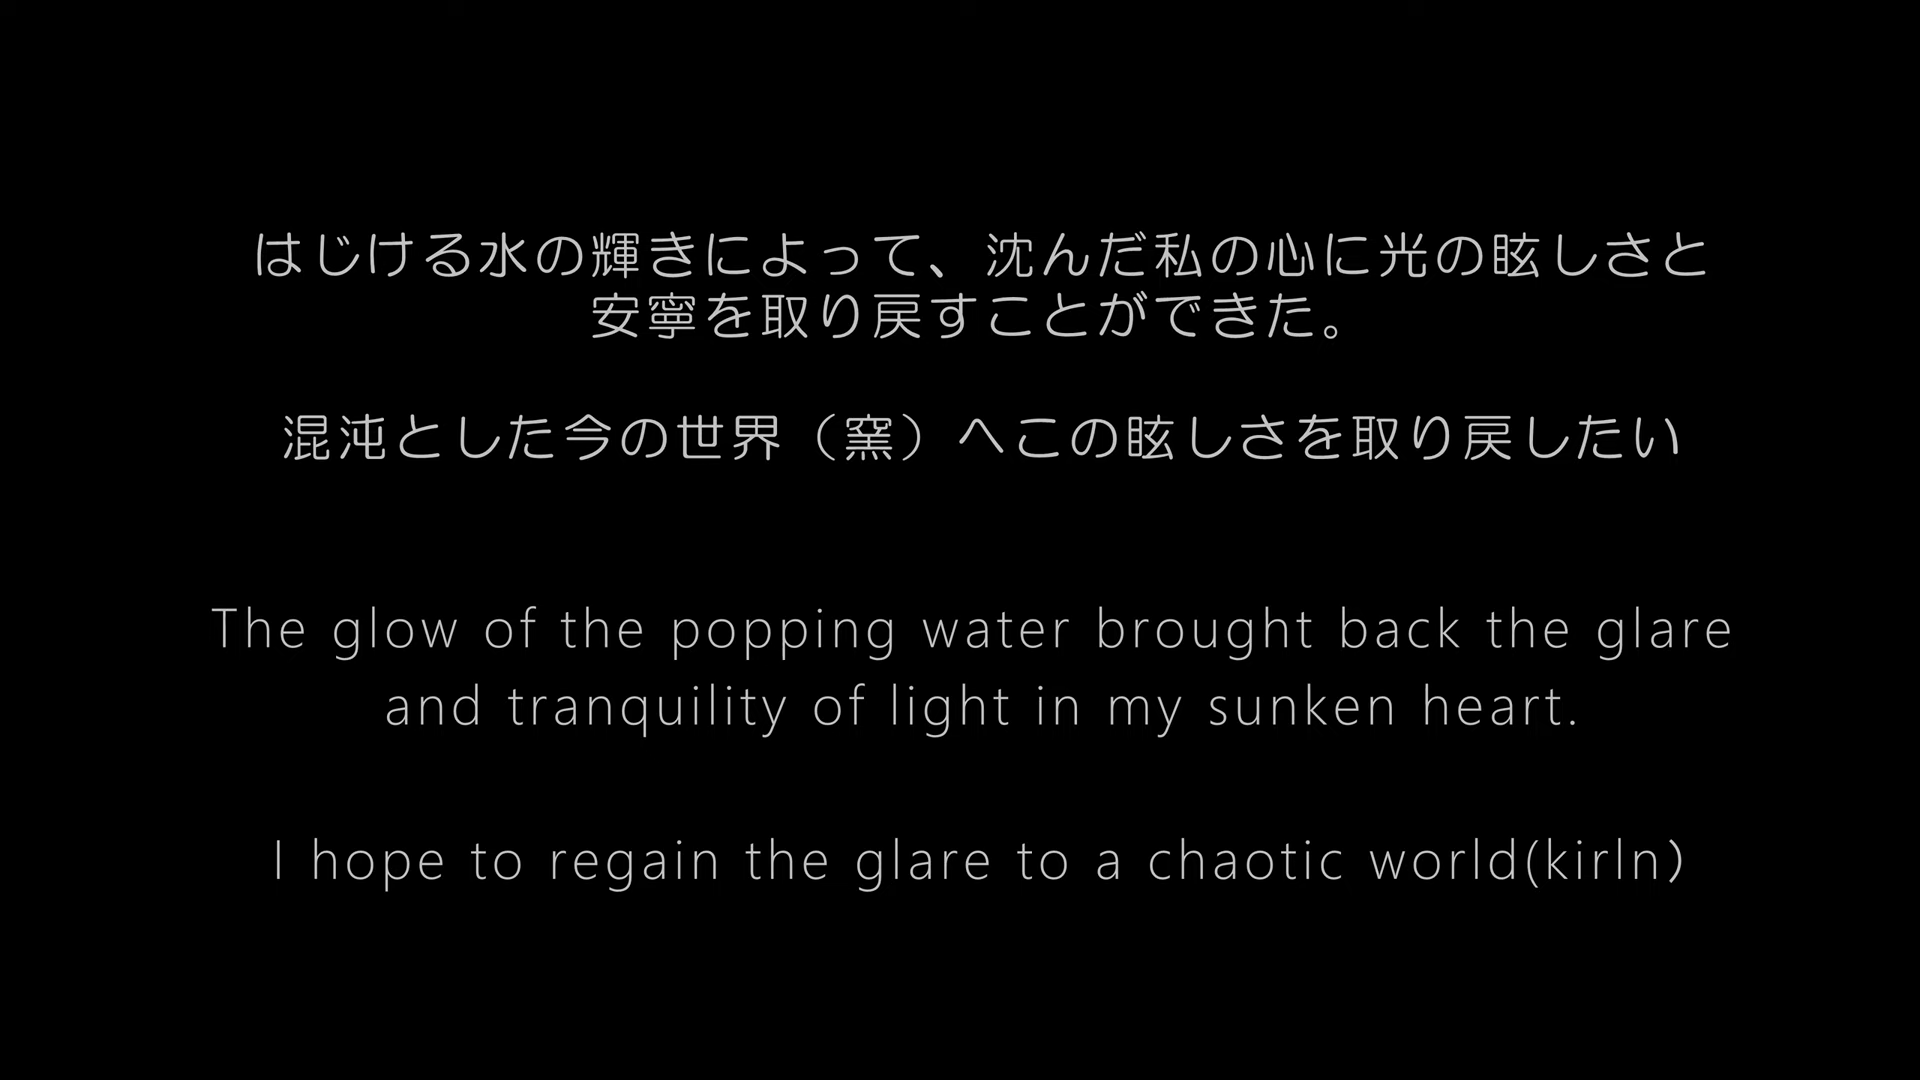 はじける水の輝きによって、沈んだ私の心に光の眩しさと
安寧を取り戻すことができた。
混沌とした今の世界（窯）へこの眩しさを取り戻したい
The glow of the popping water brought back the glare
and tranquility of light in my sunken heart.
I hope to regain the glare to a chaotic world(kirln)